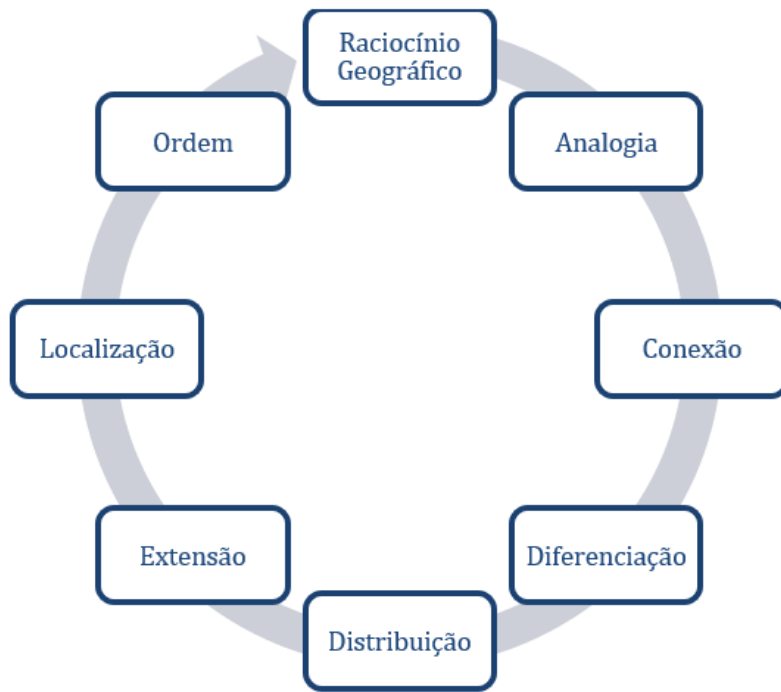 Raciocínio
Geográfico
Analogia
Conexão
Diferenciação
Distribuição
Extensão
Localização
Ordem